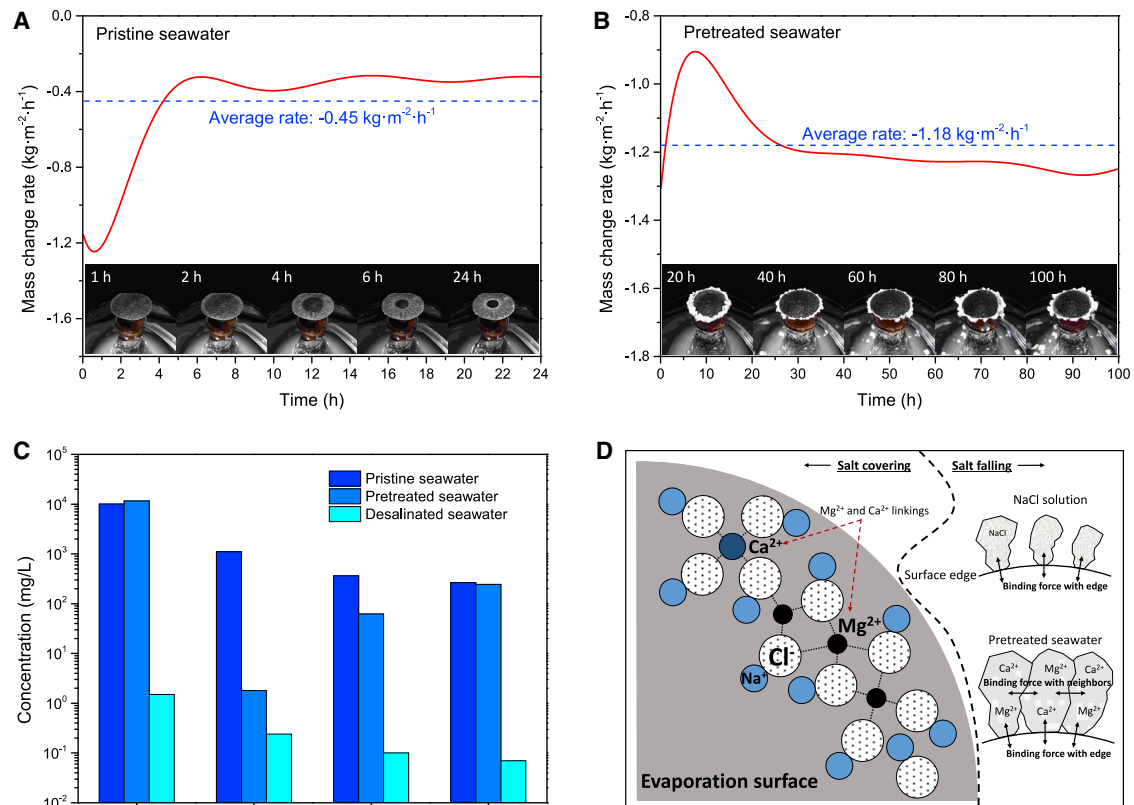 A
Pristine seawater
Average rate: -0.45 kg·m⁻²·h⁻¹
Mass change rate (kg·m⁻²·h⁻¹)
0.0
-0.4
-0.8
-1.2
-1.6
1 h 2 h 4 h 6 h 24 h
0 2 4 6 8 10 12 14 16 18 20 22 24
Time (h)
B
Pretreated seawater
Average rate: -1.18 kg·m⁻²·h⁻¹
Mass change rate (kg·m⁻²·h⁻¹)
-0.8
-1.0
-1.2
-1.4
-1.6
-1.8
20 h 40 h 60 h 80 h 100 h
0 10 20 30 40 50 60 70 80 90 100
Time (h)
C
Concentration (mg/L)
10⁵
10⁴
10³
10²
10¹
10⁰
10⁻¹
10⁻²
Pristine seawater
Pretreated seawater
Desalinated seawater
D
Salt covering
Salt falling
Mg²⁺ and Ca²⁺ linkings
Ca²⁺
Mg²⁺
Cl⁻
Na⁺
Evaporation surface
Surface edge
NaCl solution
NaCl
Binding force with edge
Pretreated seawater
Ca²⁺ Mg²⁺ Ca²⁺
Binding force with neighbors
Mg²⁺ Ca²⁺ Mg²⁺
Binding force with edge